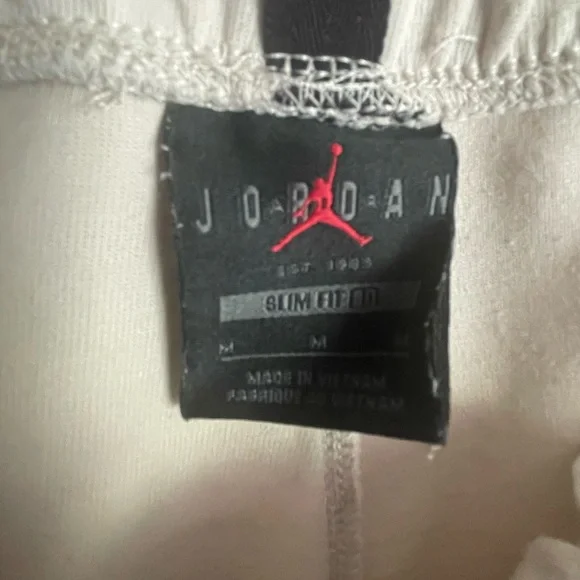 JORDAN
EST. 1985
SLIM FIT
M M M
MADE IN VIETNAM
FABRIQUE AU VIETNAM